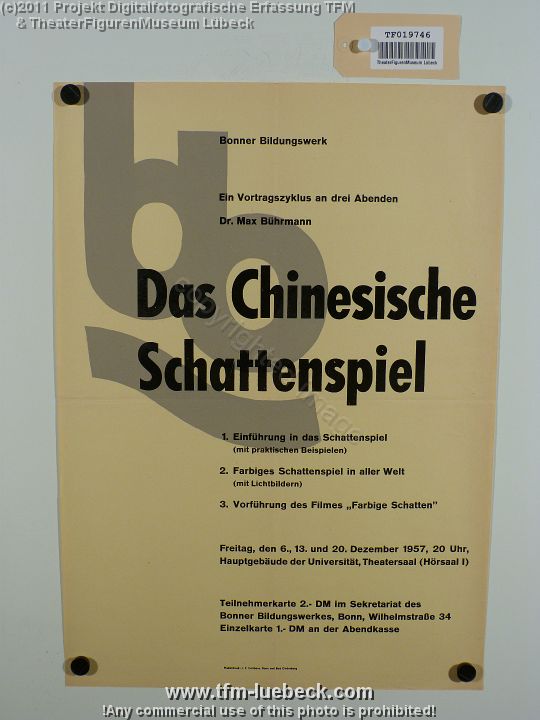 (c)2011 Projekt Digitalfotografische Erfassung TFM
& TheaterFigurenMuseum Lübeck
TF019746
TheaterFigurenMuseum Lübeck
Bonner Bildungswerk
Ein Vortragszyklus an drei Abenden
Dr. Max Bührmann
Das Chinesische
Schattenspiel
1. Einführung in das Schattenspiel
(mit praktischen Beispielen)
2. Farbiges Schattenspiel in aller Welt
(mit Lichtbildern)
3. Vorführung des Filmes „Farbige Schatten”
Freitag, den 6., 13. und 20. Dezember 1957, 20 Uhr,
Hauptgebäude der Universität, Theatersaal (Hörsaal I)
Teilnehmerkarte 2.- DM im Sekretariat des
Bonner Bildungswerkes, Bonn, Wilhelmstraße 34
Einzelkarte 1.- DM an der Abendkasse
www.tfm-luebeck.com
!Any commercial use of this photo is prohibited!